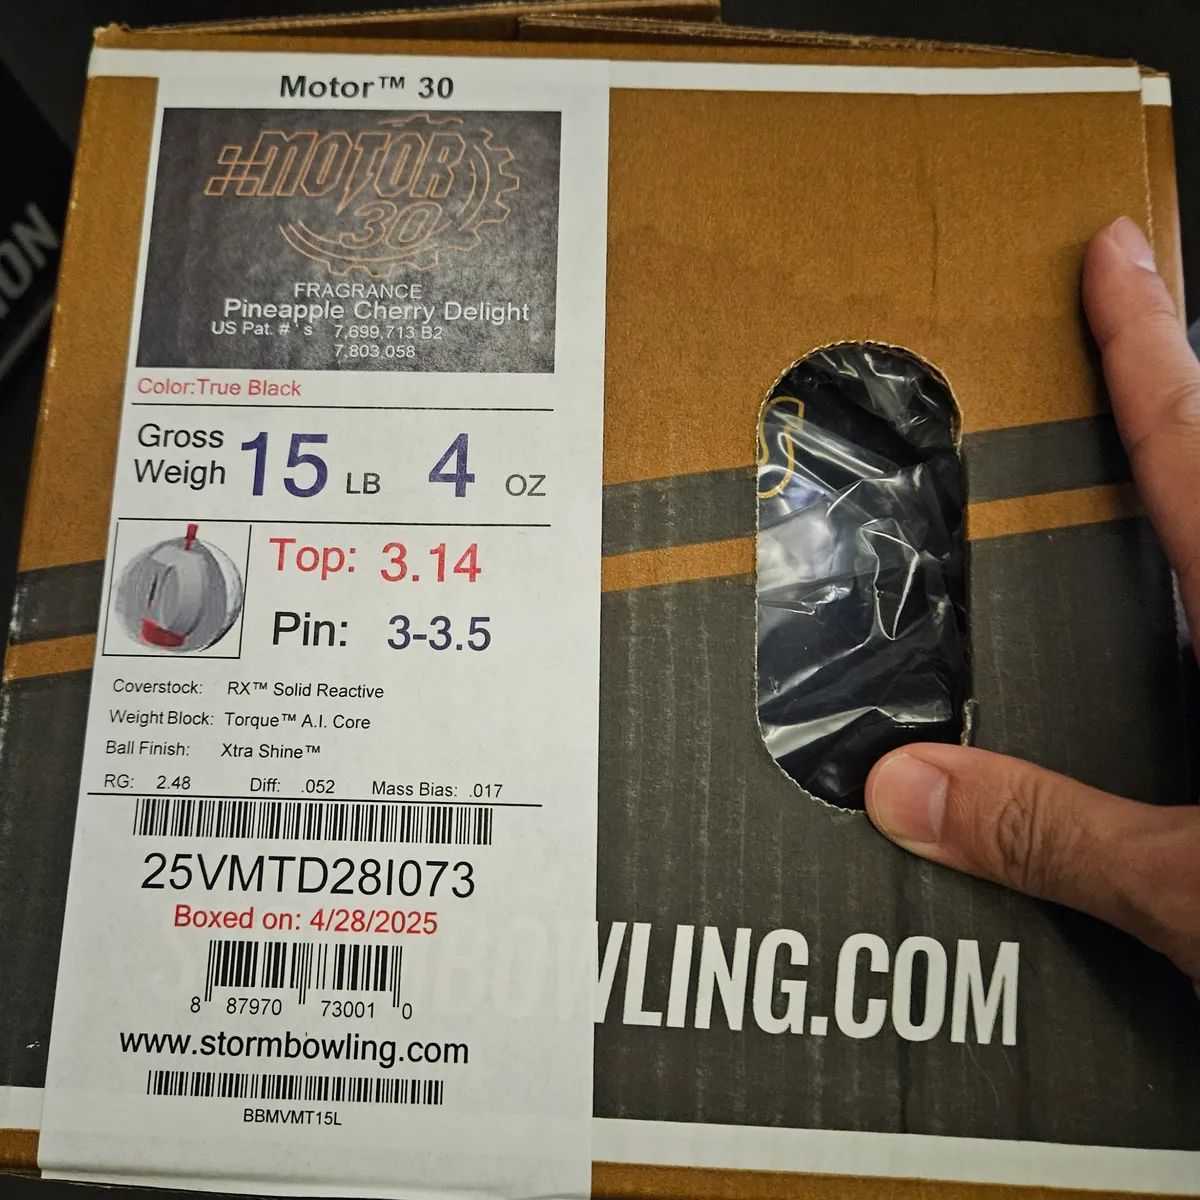 Motor™ 30
#MOTOR
30
FRAGRANCE
Pineapple Cherry Delight
US Pat. #`s 7,699,713 B2
7,803,058
Color:True Black
Gross Weigh 15 LB 4 OZ
Top: 3.14
Pin: 3-3.5
Coverstock: RX™ Solid Reactive
Weight Block: Torque™ A.I. Core
Ball Finish: Xtra Shine™
RG: 2.48 Diff: .052 Mass Bias: .017
25VMTD28I073
Boxed on: 4/28/2025
8 87970 73001 0
www.stormbowling.com
BBMVMT15L
BOWLING.COM
ION